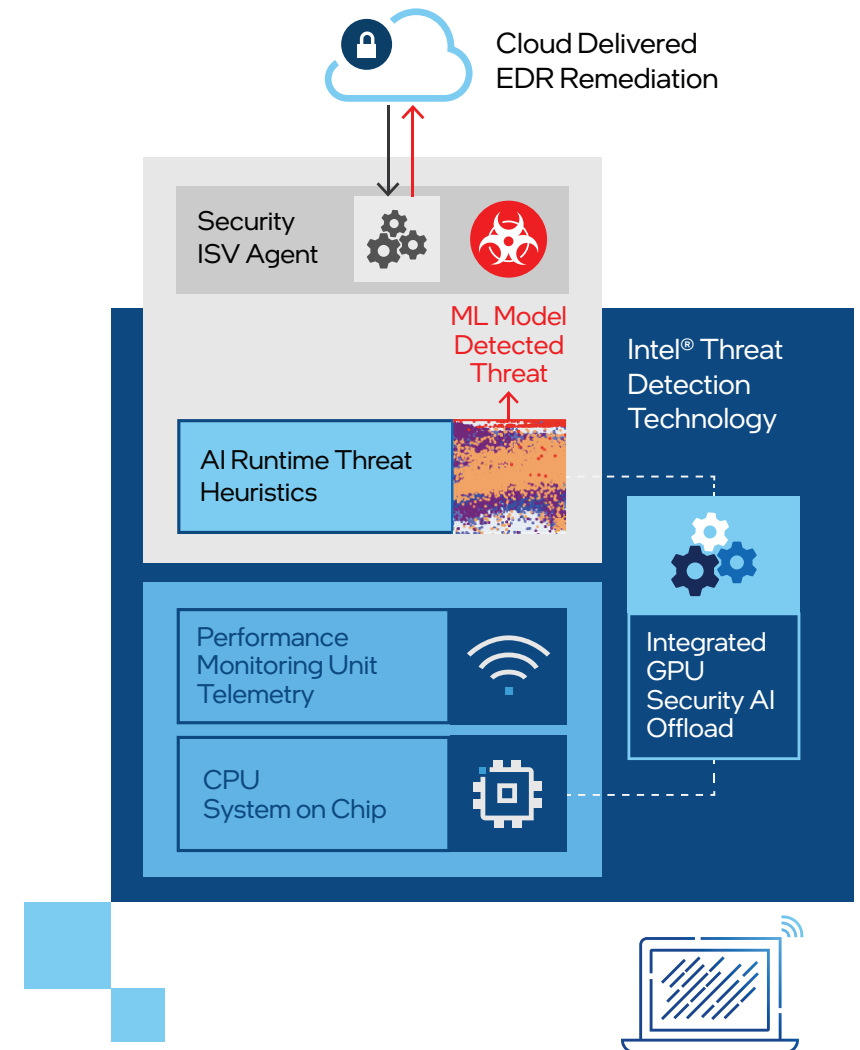 Cloud Delivered
EDR Remediation
Security
ISV Agent
ML Model
Detected
Threat
Intel® Threat
Detection
Technology
AI Runtime Threat
Heuristics
Performance
Monitoring Unit
Telemetry
Integrated
GPU
Security AI
Offload
CPU
System on Chip